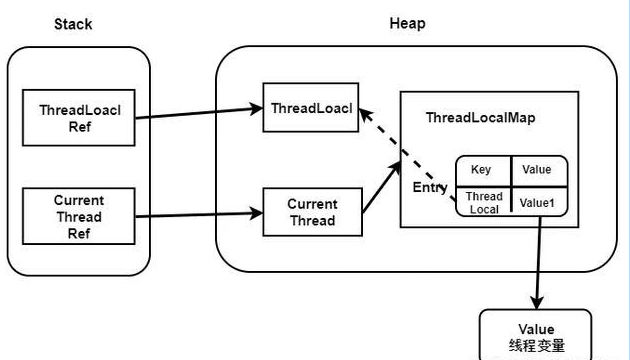 Stack
Heap
ThreadLoacl
Ref
ThreadLoacl
ThreadLocalMap
Key
Value
Entry
Thread
Local
Value1
Current
Thread
Ref
Current
Thread
Value
线程变量